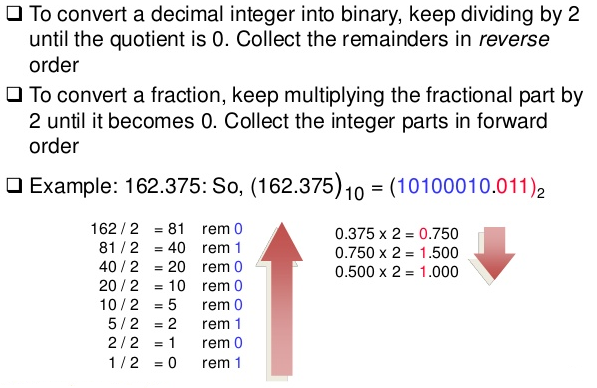 ❑ To convert a decimal integer into binary, keep dividing by 2
until the quotient is 0. Collect the remainders in reverse
order
❑ To convert a fraction, keep multiplying the fractional part by
2 until it becomes 0. Collect the integer parts in forward
order
❑ Example: 162.375: So, (162.375)10 = (10100010.011)2
162 / 2 = 81 rem 0
81 / 2 = 40 rem 1
40 / 2 = 20 rem 0
20 / 2 = 10 rem 0
10 / 2 = 5 rem 0
5 / 2 = 2 rem 1
2 / 2 = 1 rem 0
1 / 2 = 0 rem 1
0.375 x 2 = 0.750
0.750 x 2 = 1.500
0.500 x 2 = 1.000